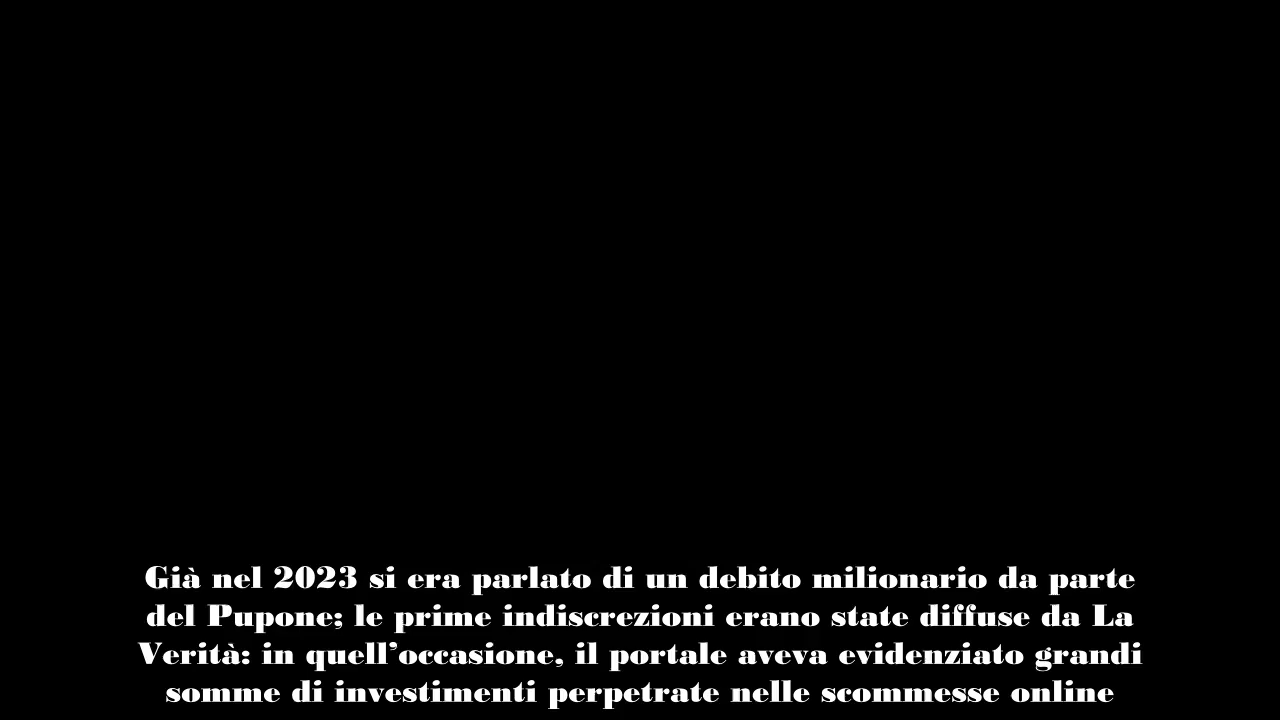 Già nel 2023 si era parlato di un debito milionario da parte
del Pupone; le prime indiscrezioni erano state diffuse da La
Verità: in quell’occasione, il portale aveva evidenziato grandi
somme di investimenti perpetrate nelle scommesse online